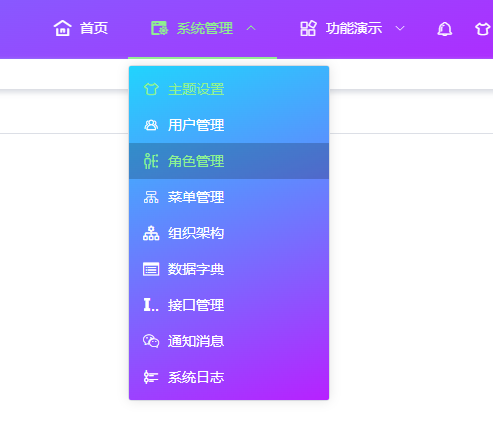 首页 系统管理 功能演示
主题设置
用户管理
角色管理
菜单管理
组织架构
数据字典
接口管理
通知消息
系统日志